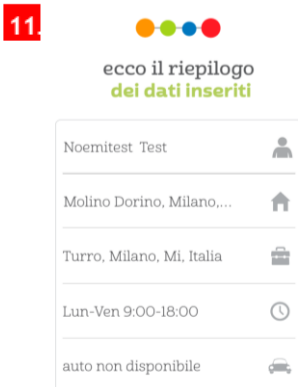 11.
ecco il riepilogo
dei dati inseriti
Noemitest Test
Molino Dorino, Milano,...
Turro, Milano, Mi, Italia
Lun-Ven 9:00-18:00
auto non disponibile